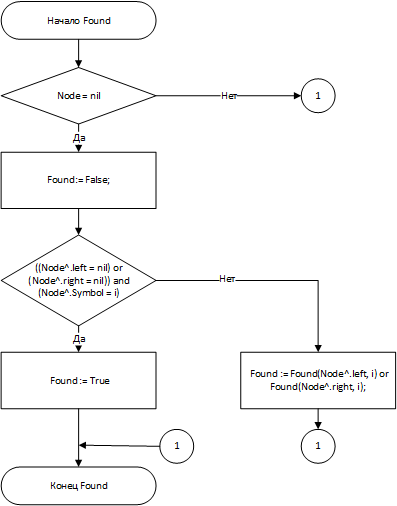 Начало Found
Node = nil
Нет
1
Да
Found:= False;
((Node^.left = nil) or
(Node^.right = nil)) and
(Node^.Symbol = i)
Нет
Да
Found := True
Found := Found(Node^.left, i) or
Found(Node^.right, i);
1
1
Конец Found